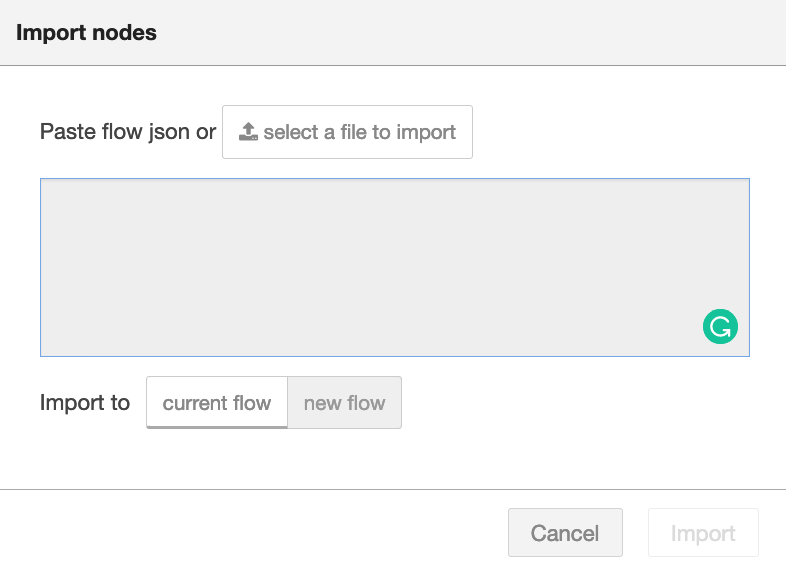 Import nodes
Paste flow json or select a file to import
Import to current flow new flow
Cancel Import